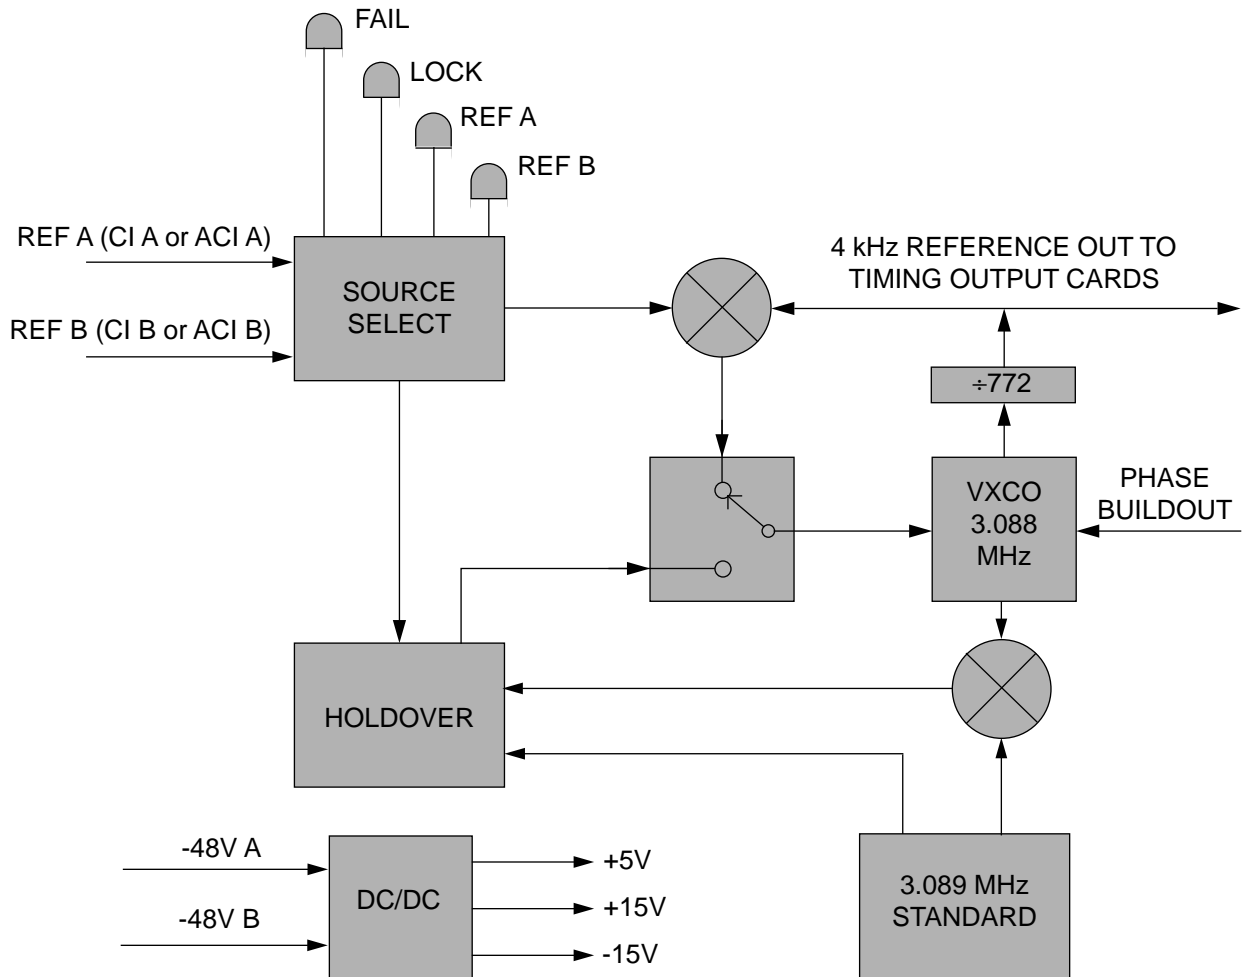 FAIL
LOCK
REF A
REF B
REF A (CI A or ACI A)
REF B (CI B or ACI B)
SOURCE
SELECT
4 kHz REFERENCE OUT TO
TIMING OUTPUT CARDS
÷772
VXCO
3.088
MHz
PHASE
BUILDOUT
HOLDOVER
-48V A
-48V B
DC/DC
+5V
+15V
-15V
3.089 MHz
STANDARD